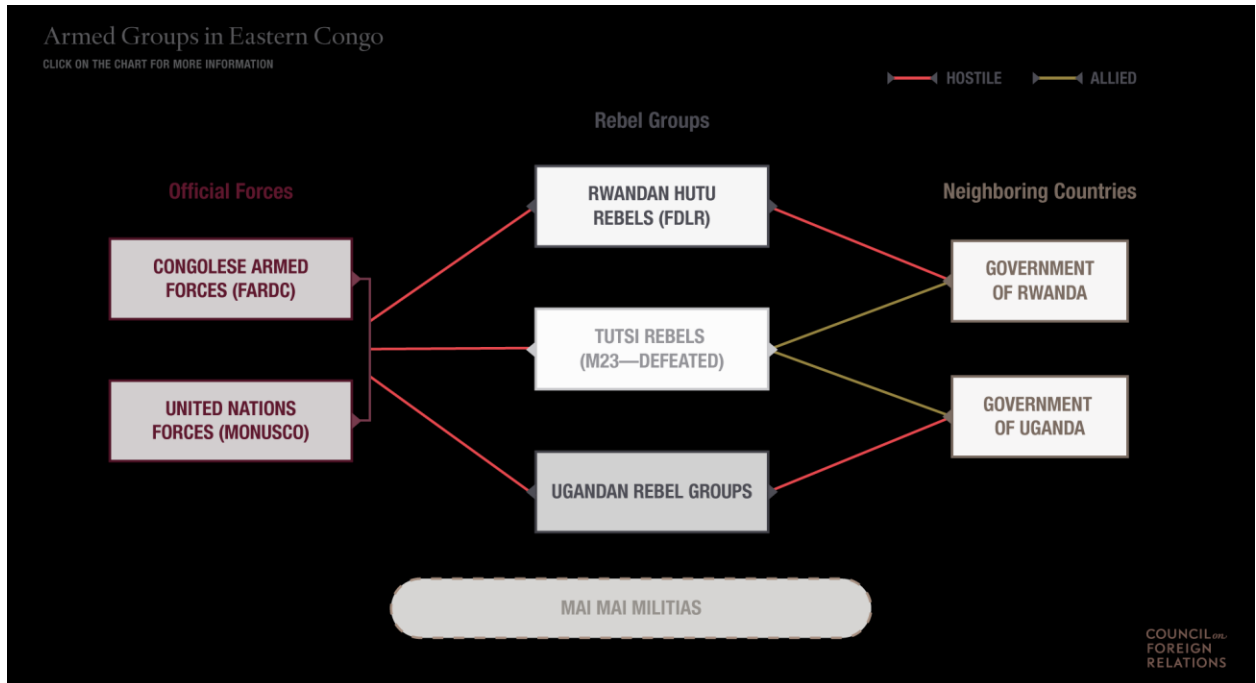 Armed Groups in Eastern Congo
CLICK ON THE CHART FOR MORE INFORMATION
HOSTILE
ALLIED
Rebel Groups
Official Forces
Neighboring Countries
RWANDAN HUTU
REBELS (FDLR)
CONGOLESE ARMED
FORCES (FARDC)
GOVERNMENT
OF RWANDA
TUTSI REBELS
(M23—DEFEATED)
UNITED NATIONS
FORCES (MONUSCO)
GOVERNMENT
OF UGANDA
UGANDAN REBEL GROUPS
MAI MAI MILITIAS
COUNCIL on
FOREIGN
RELATIONS